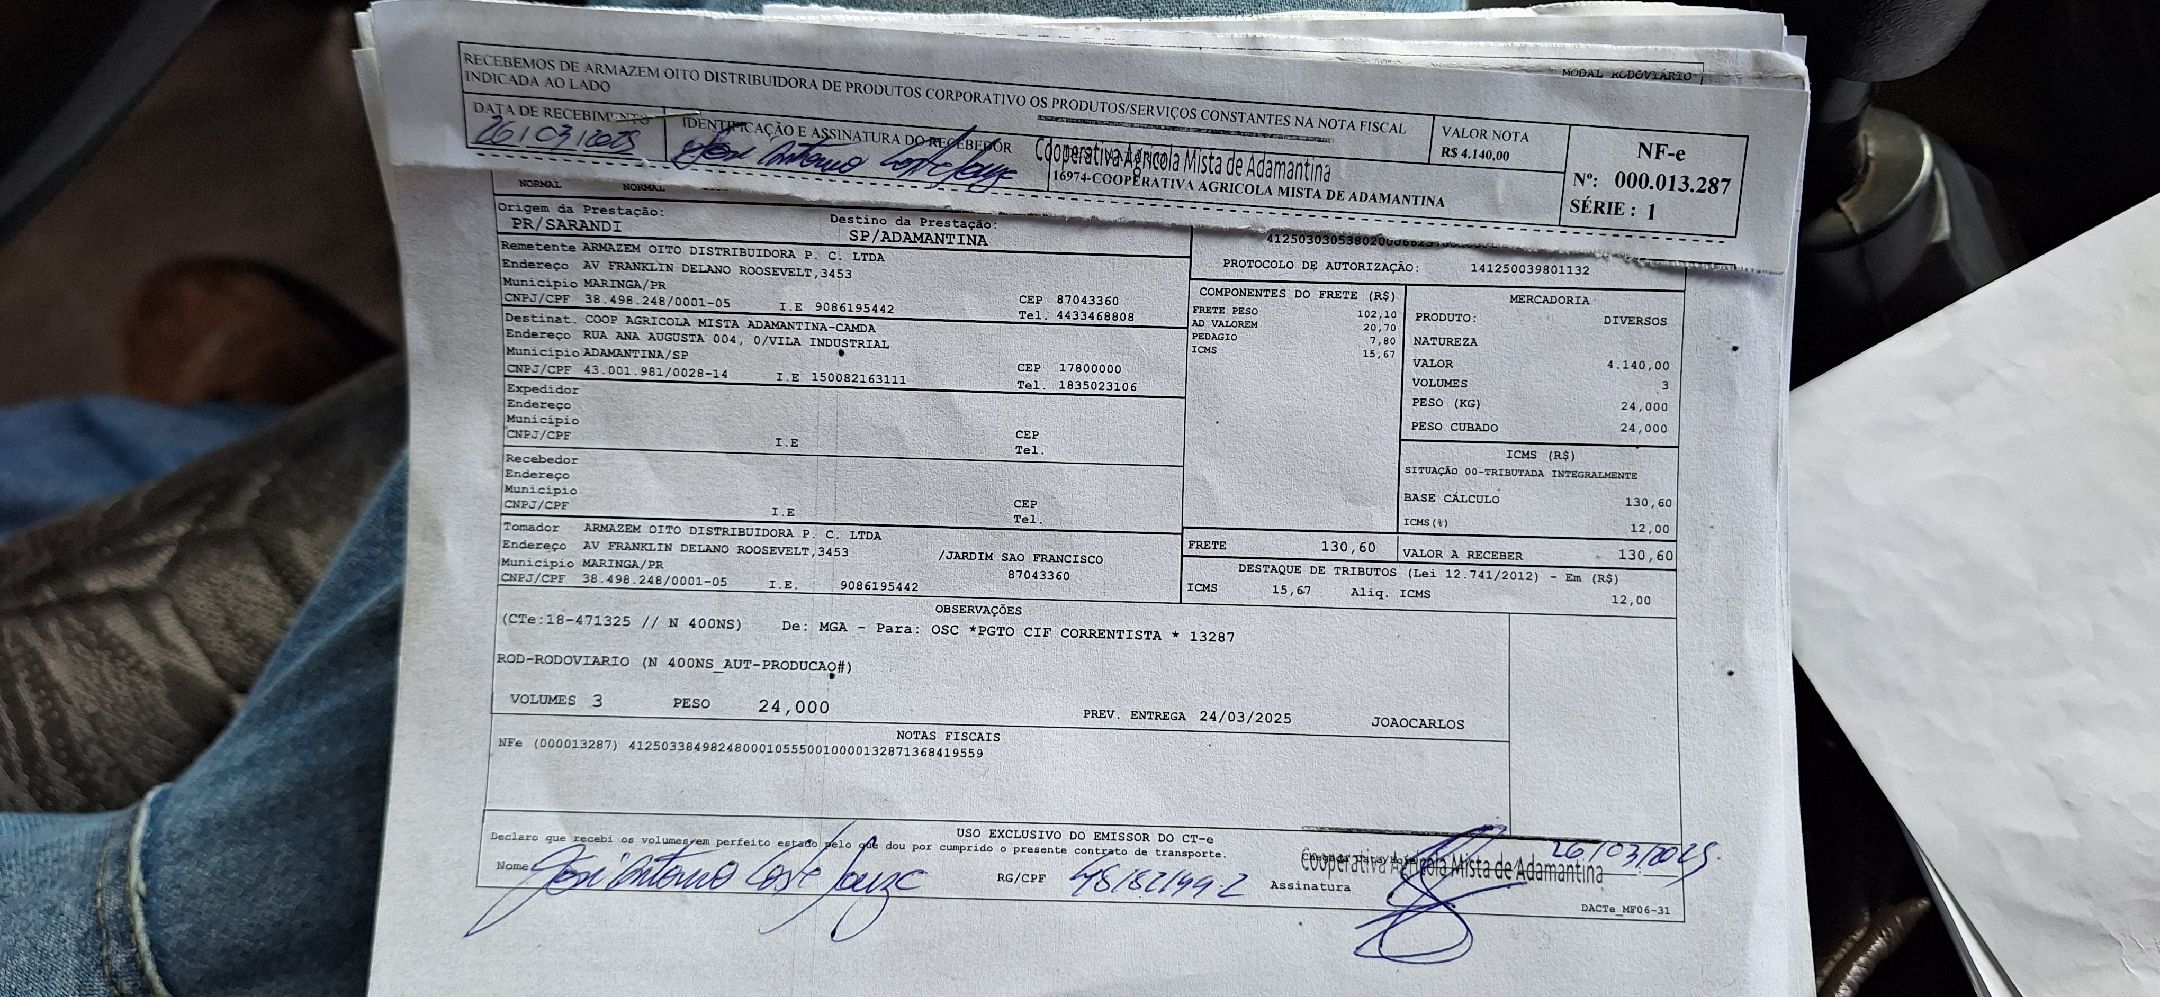 MODAL RODOVIARIO
RECEBEMOS DE ARMAZEM OITO DISTRIBUIDORA DE PRODUTOS CORPORATIVO OS PRODUTOS/SERVIÇOS CONSTANTES NA NOTA FISCAL
INDICADA AO LADO
DATA DE RECEBIMENTO
26/03/2025
IDENTIFICAÇÃO E ASSINATURA DO RECEBEDOR
José Antonio
Cooperativa Agrícola Mista de Adamantina
16974-COOPERATIVA AGRICOLA MISTA DE ADAMANTINA
VALOR NOTA
R$ 4.140,00
NF-e
Nº: 000.013.287
SÉRIE : 1
NORMAL NORMAL
Origem da Prestação: Destino da Prestação:
PR/SARANDI SP/ADAMANTINA
Remetente ARMAZEM OITO DISTRIBUIDORA P. C. LTDA
Endereço AV FRANKLIN DELANO ROOSEVELT,3453
Município MARINGA/PR CEP 87043360
CNPJ/CPF 38.498.248/0001-05 I.E 9086195442 Tel. 4433468808
Destinat. COOP AGRICOLA MISTA ADAMANTINA-CAMDA
Endereço RUA ANA AUGUSTA 004, 0/VILA INDUSTRIAL
Município ADAMANTINA/SP CEP 17800000
CNPJ/CPF 43.001.981/0028-14 I.E 150082163111 Tel. 1835023106
Expedidor
Endereço
Município CEP
CNPJ/CPF I.E Tel.
Recebedor
Endereço
Município CEP
CNPJ/CPF I.E Tel.
Tomador ARMAZEM OITO DISTRIBUIDORA P. C. LTDA
Endereço AV FRANKLIN DELANO ROOSEVELT,3453 /JARDIM SAO FRANCISCO
Município MARINGA/PR 87043360
CNPJ/CPF 38.498.248/0001-05 I.E. 9086195442
PROTOCOLO DE AUTORIZAÇÃO: 141250039801132
COMPONENTES DO FRETE (R$)
FRETE PESO 102,10
AD VALOREM 20,70
PEDAGIO 7,80
ICMS 15,67
MERCADORIA
PRODUTO: DIVERSOS
NATUREZA
VALOR 4.140,00
VOLUMES 3
PESO (KG) 24,000
PESO CUBADO 24,000
ICMS (R$)
SITUAÇÃO 00-TRIBUTADA INTEGRALMENTE
BASE CÁLCULO 130,60
ICMS(%) 12,00
FRETE 130,60 VALOR A RECEBER 130,60
DESTAQUE DE TRIBUTOS (Lei 12.741/2012) - Em (R$)
ICMS 15,67 Aliq. ICMS 12,00
OBSERVAÇÕES
(CTe:18-471325 // N 400NS) De: MGA - Para: OSC *PGTO CIF CORRENTISTA * 13287
ROD-RODOVIARIO (N 400NS_AUT-PRODUCAO#)
VOLUMES 3 PESO 24,000 PREV. ENTREGA 24/03/2025 JOAOCARLOS
NOTAS FISCAIS
NFe (000013287) 41250338498248000105550010000132871368419559
USO EXCLUSIVO DO EMISSOR DO CT-e
Declaro que recebi os volumes em perfeito estado pelo que dou por cumprido o presente contrato de transporte.
Nome José Antonio RG/CPF Assinatura
Cooperativa Agrícola Mista de Adamantina
26/03/2025
DACTe_MF06-31